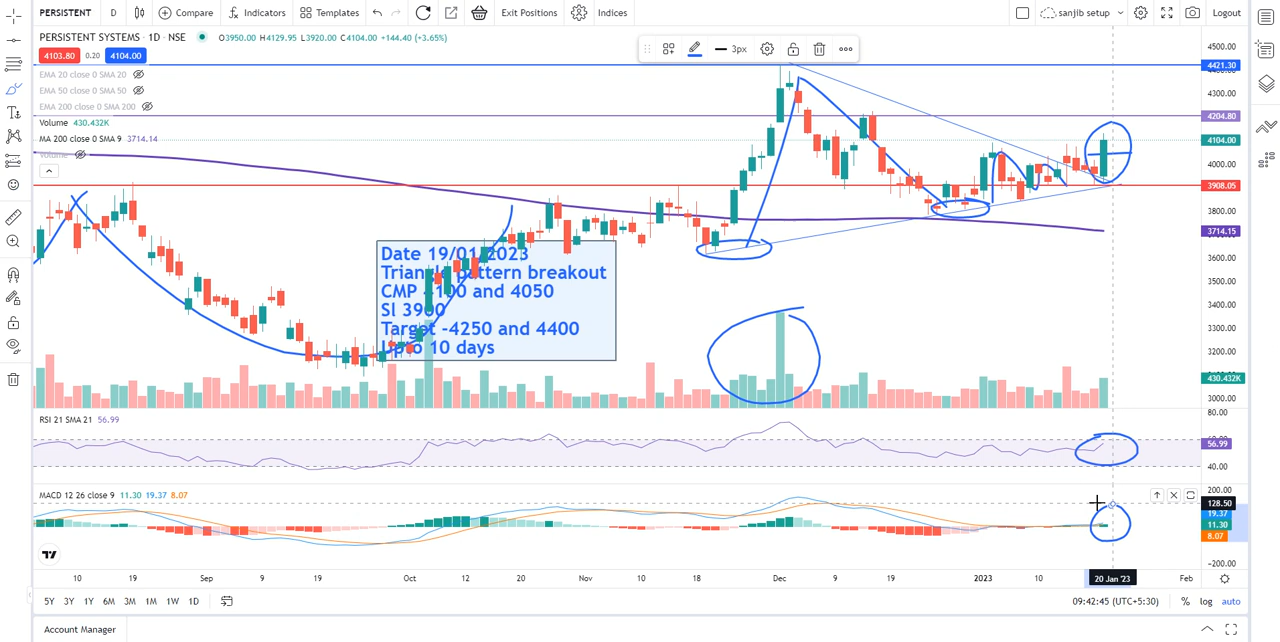 PERSISTENT D Compare Indicators Templates Exit Positions Indices sanjib setup Logout
PERSISTENT SYSTEMS · 1D · NSE O3950.00 H4129.95 L3920.00 C4104.00 +144.40 (+3.65%)
3px
4103.80 0.20 4104.00
EMA 20 close 0 SMA 20
EMA 50 close 0 SMA 50
EMA 200 close 0 SMA 200
Volume 430.432K
MA 200 close 0 SMA 9 3714.14
Volume
4500.00
4421.30
4300.00
4204.80
4104.00
4000.00
3908.05
3800.00
3714.15
3600.00
3500.00
3400.00
3300.00
3200.00
430.432K
3000.00
Date 19/01/2023
Triangle pattern breakout
CMP -4100 and 4050
Sl 3900
Target -4250 and 4400
Upto 10 days
RSI 21 SMA 21 56.99
80.00
56.99
40.00
MACD 12 26 close 9 11.30 19.37 8.07
200.00
128.50
19.37
11.30
8.07
−200.00
10 19 Sep 9 19 Oct 12 20 Nov 10 18 Dec 9 19 2023 10 20 Jan '23 Feb
5Y 3Y 1Y 6M 3M 1M 1W 1D 09:42:45 (UTC+5:30) % log auto
Account Manager